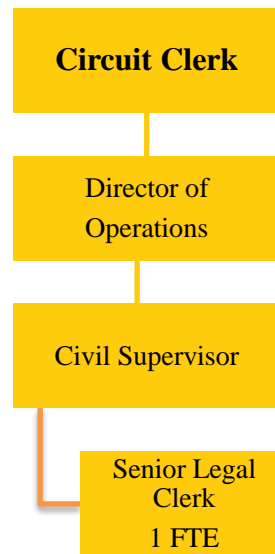 Circuit Clerk
Director of
Operations
Civil Supervisor
Senior Legal
Clerk
1 FTE